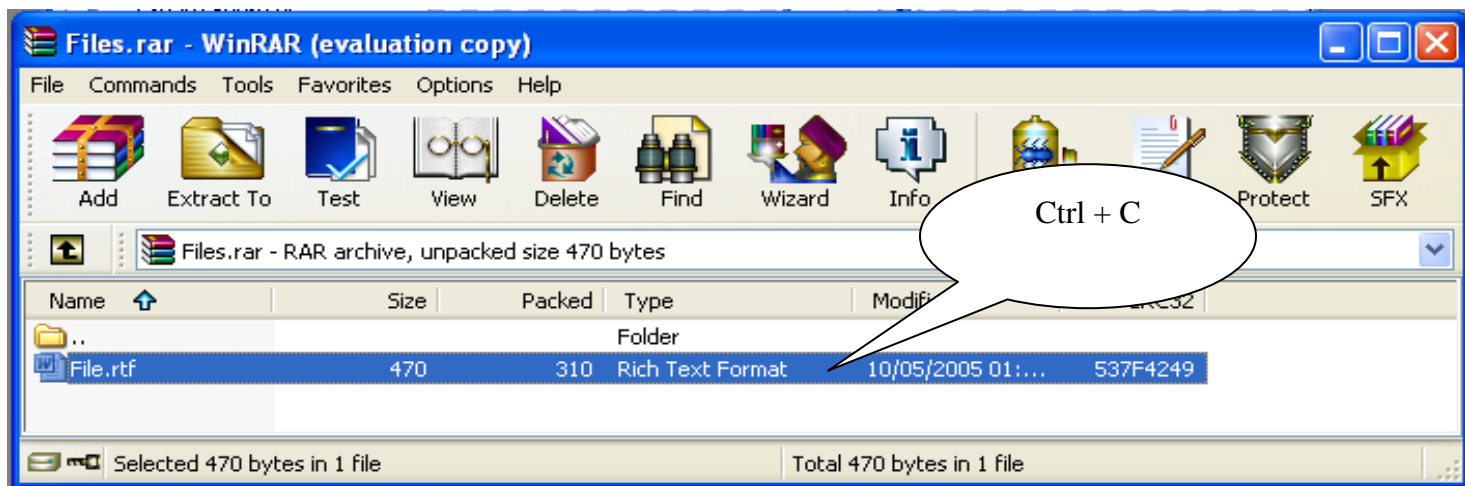 Files.rar - WinRAR (evaluation copy)
File Commands Tools Favorites Options Help
Add Extract To Test View Delete Find Wizard Info Protect SFX
Ctrl + C
Files.rar - RAR archive, unpacked size 470 bytes
Name Size Packed Type
.. Folder
File.rtf 470 310 Rich Text Format 10/05/2005 01:... 537F4249
Selected 470 bytes in 1 file Total 470 bytes in 1 file